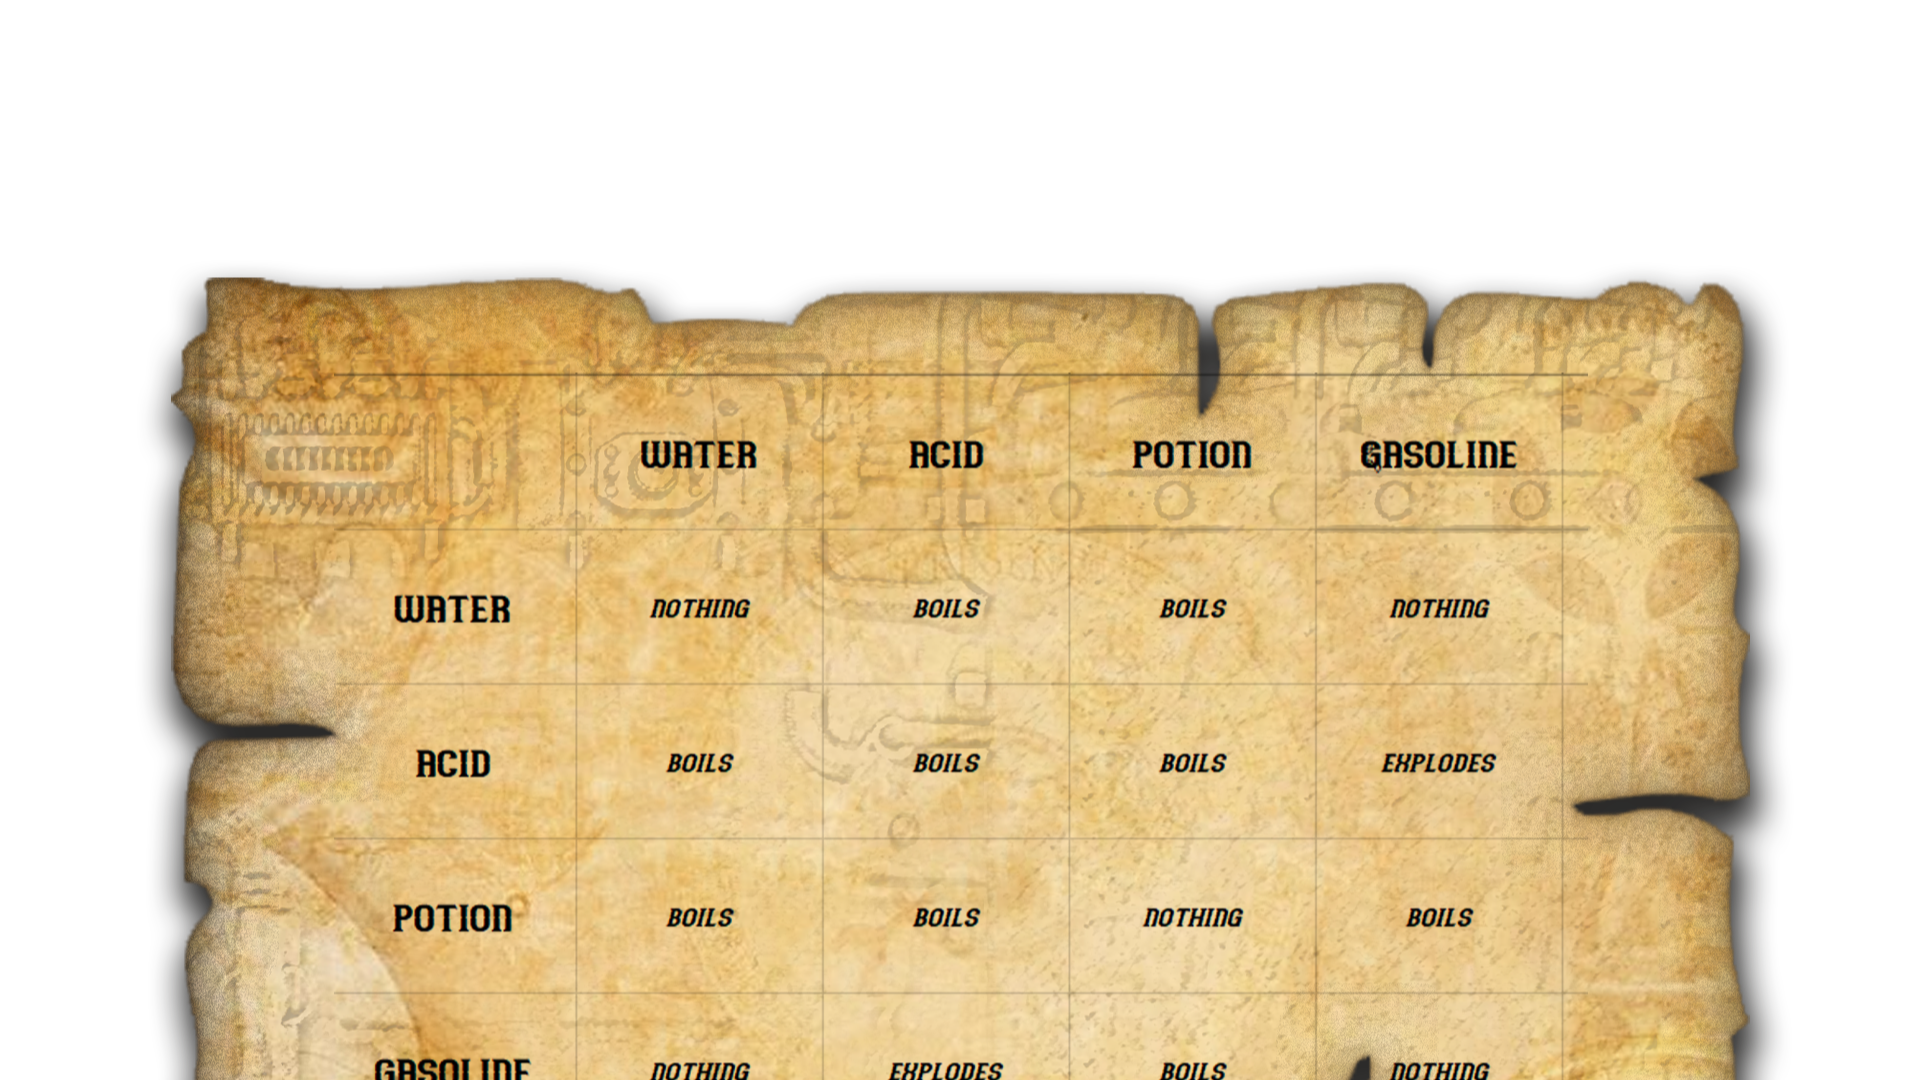 WATER ACID POTION GASOLINE
WATER NOTHING BOILS BOILS NOTHING
ACID BOILS BOILS BOILS EXPLODES
POTION BOILS BOILS NOTHING BOILS
GASOLINE NOTHING EXPLODES BOILS NOTHING